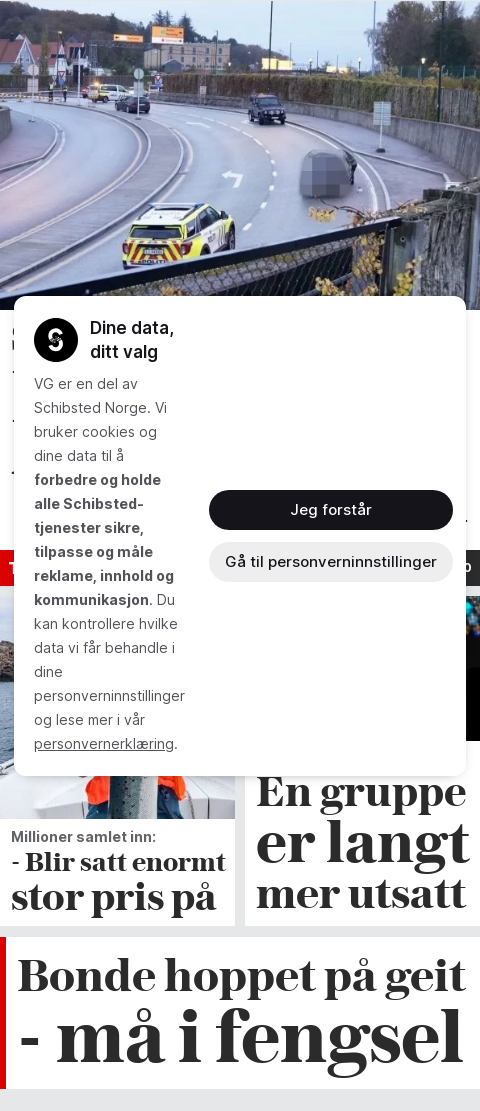 Dine data,
ditt valg
VG er en del av
Schibsted Norge. Vi
bruker cookies og
dine data til å
forbedre og holde
alle Schibsted-
tjenester sikre,
tilpasse og måle
reklame, innhold og
kommunikasjon. Du
kan kontrollere hvilke
data vi får behandle i
dine
personverninnstillinger
og lese mer i vår
personvernerklæring.
Jeg forstår
Gå til personverninnstillinger
Millioner samlet inn:
- Blir satt enormt
stor pris på
En gruppe
er langt
mer utsatt
Bonde hoppet på geit
- må i fengsel